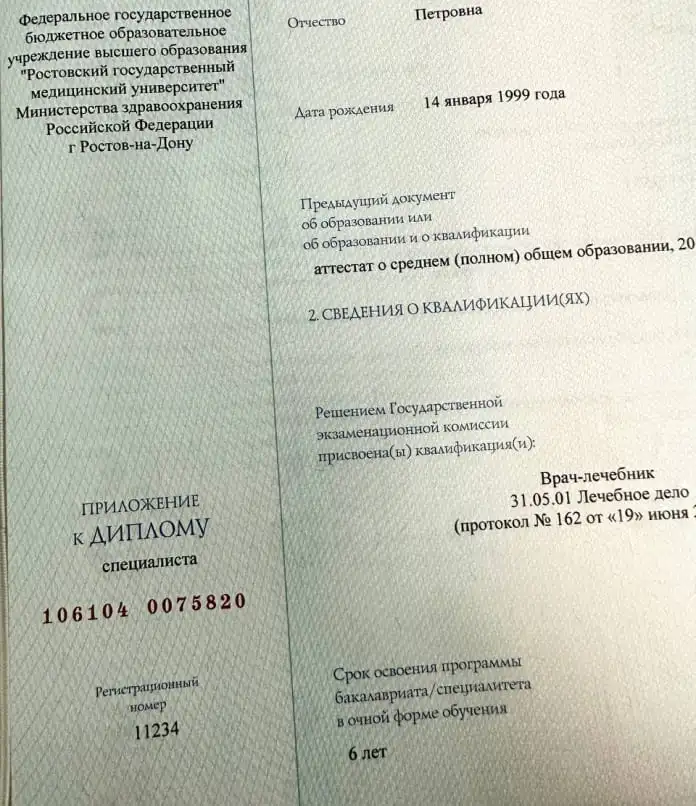 Федеральное государственное
бюджетное образовательное
учреждение высшего образования
"Ростовский государственный
медицинский университет"
Министерства здравоохранения
Российской Федерации
г Ростов-на-Дону
ПРИЛОЖЕНИЕ
к ДИПЛОМУ
специалиста
106104 0075820
Регистрационный
номер
11234
Отчество Петровна
Дата рождения 14 января 1999 года
Предыдущий документ
об образовании или
об образовании и о квалификации
аттестат о среднем (полном) общем образовании, 20
2. СВЕДЕНИЯ О КВАЛИФИКАЦИИ(ЯХ)
Решением Государственной
экзаменационной комиссии
присвоена(ы) квалификация(и):
Врач-лечебник
31.05.01 Лечебное дело
(протокол № 162 от «19» июня
Срок освоения программы
бакалавриата/специалитета
в очной форме обучения
6 лет